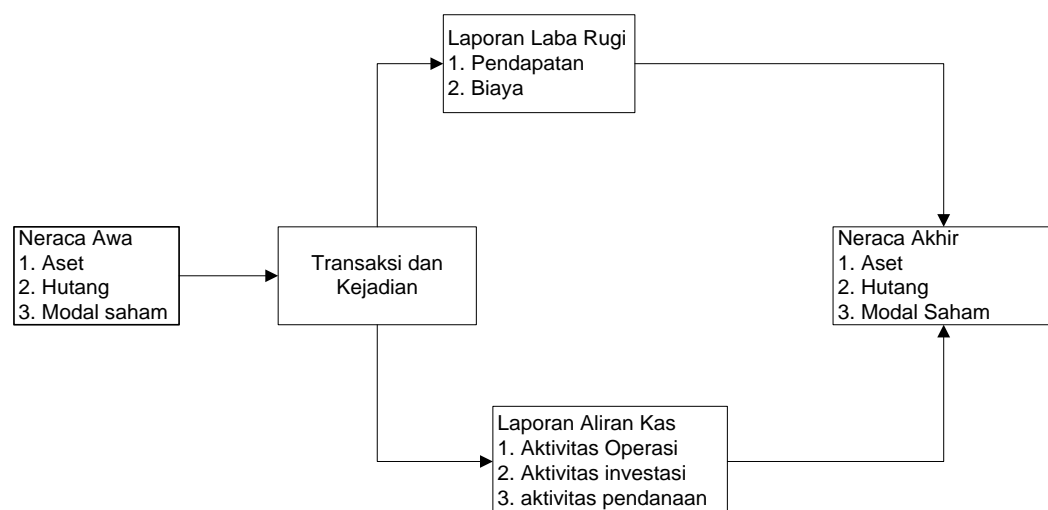 Laporan Laba Rugi
1. Pendapatan
2. Biaya
Neraca Awa
1. Aset
2. Hutang
3. Modal saham
Transaksi dan
Kejadian
Neraca Akhir
1. Aset
2. Hutang
3. Modal Saham
Laporan Aliran Kas
1. Aktivitas Operasi
2. Aktivitas investasi
3. aktivitas pendanaan